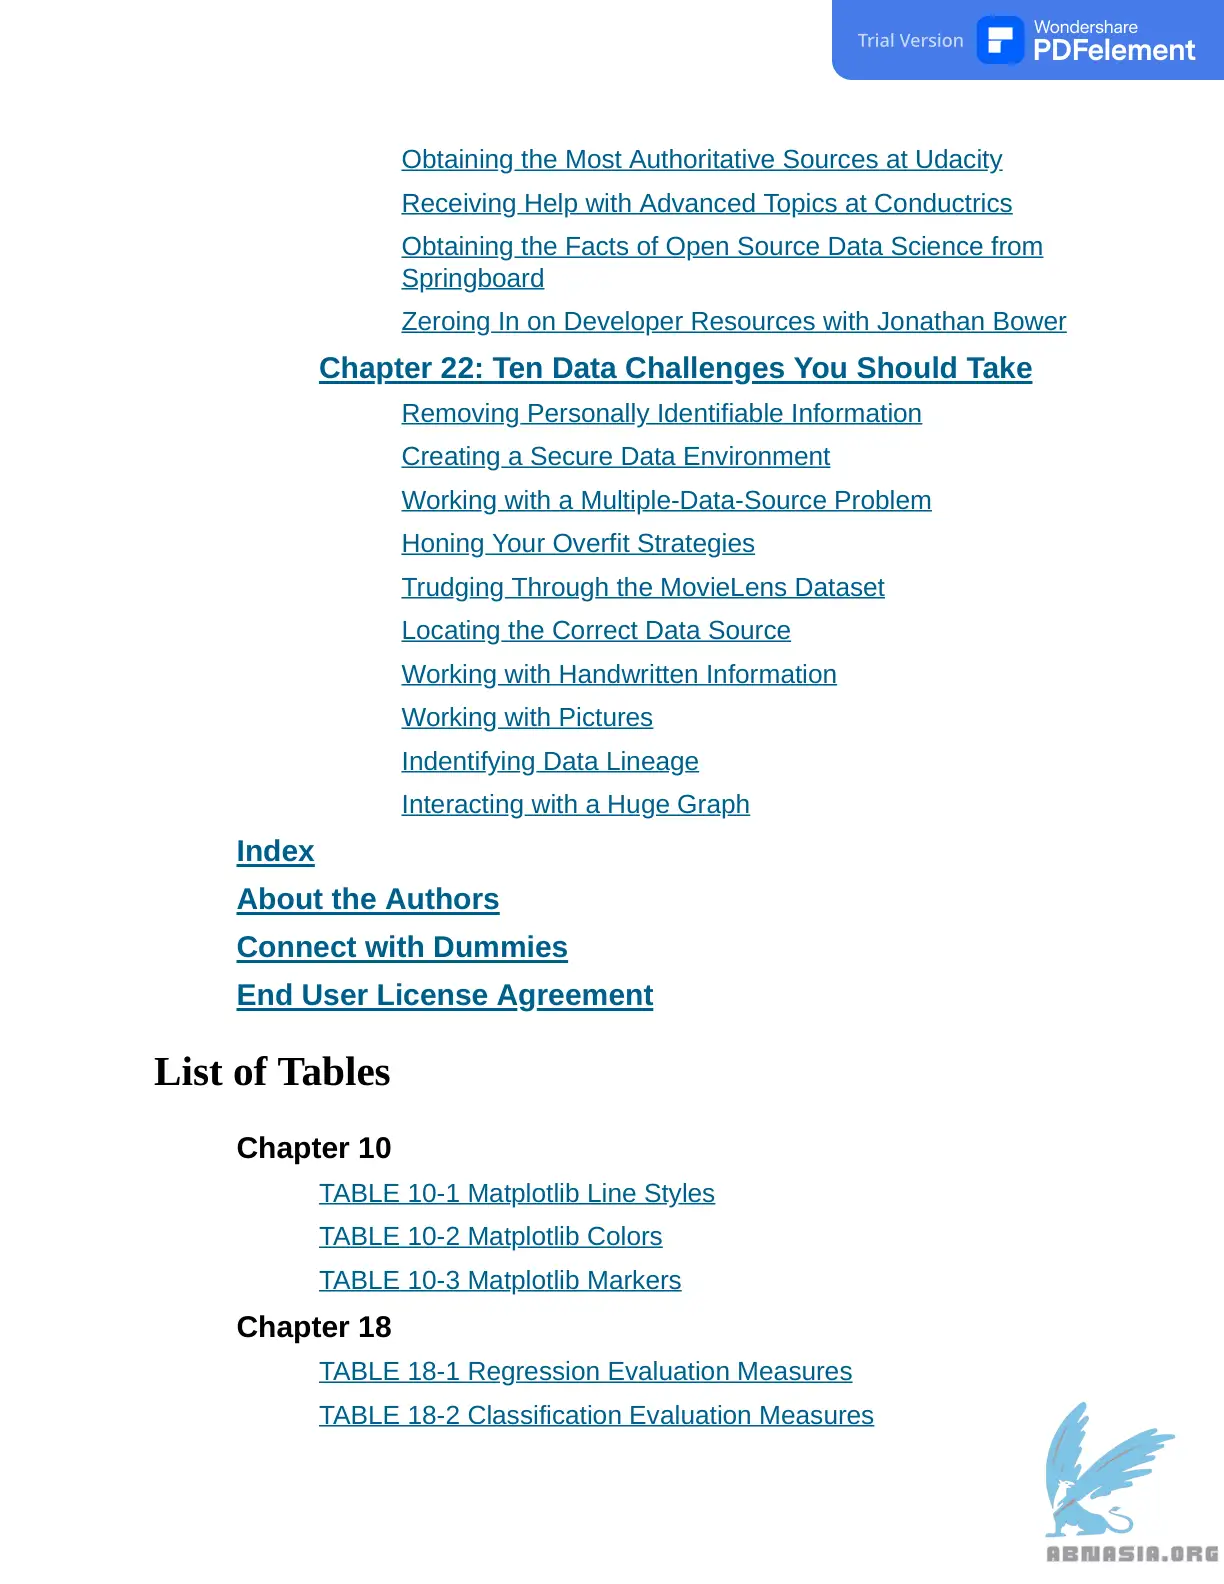 Trial Version
Wondershare
PDFelement
Obtaining the Most Authoritative Sources at Udacity
Receiving Help with Advanced Topics at Conductrics
Obtaining the Facts of Open Source Data Science from
Springboard
Zeroing In on Developer Resources with Jonathan Bower
Chapter 22: Ten Data Challenges You Should Take
Removing Personally Identifiable Information
Creating a Secure Data Environment
Working with a Multiple-Data-Source Problem
Honing Your Overfit Strategies
Trudging Through the MovieLens Dataset
Locating the Correct Data Source
Working with Handwritten Information
Working with Pictures
Indentifying Data Lineage
Interacting with a Huge Graph
Index
About the Authors
Connect with Dummies
End User License Agreement
List of Tables
Chapter 10
TABLE 10-1 Matplotlib Line Styles
TABLE 10-2 Matplotlib Colors
TABLE 10-3 Matplotlib Markers
Chapter 18
TABLE 18-1 Regression Evaluation Measures
TABLE 18-2 Classification Evaluation Measures
ABNASIA.ORG